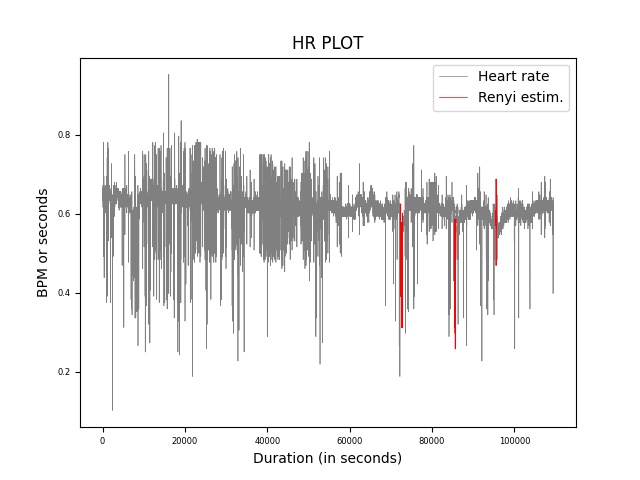 HR PLOT
Heart rate
Renyi estim.
BPM or seconds
0.8
0.6
0.4
0.2
0 20000 40000 60000 80000 100000
Duration (in seconds)